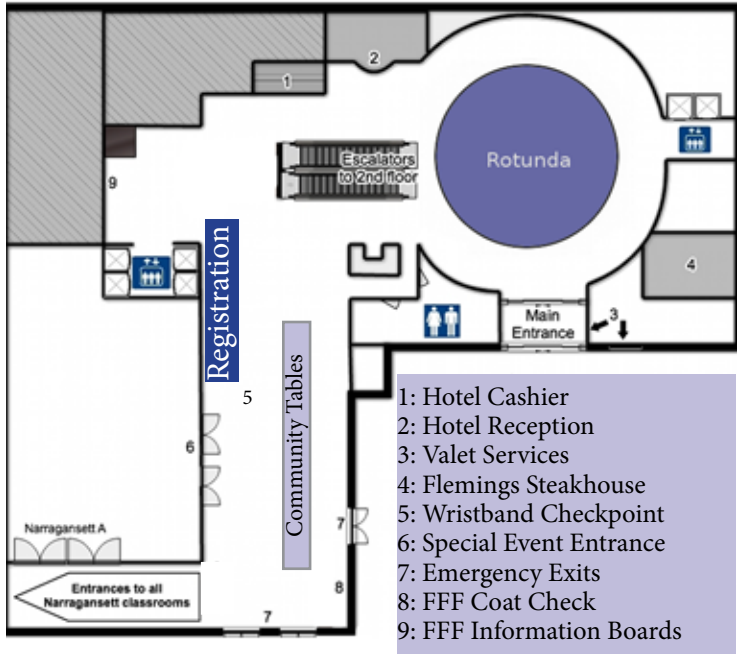 2
1
Escalators
to 2nd floor
Rotunda
9
4
Registration
Main
Entrance
3
5
Community Tables
6
7
Narragansett A
Entrances to all
Narragansett classrooms
8
7
1: Hotel Cashier
2: Hotel Reception
3: Valet Services
4: Flemings Steakhouse
5: Wristband Checkpoint
6: Special Event Entrance
7: Emergency Exits
8: FFF Coat Check
9: FFF Information Boards